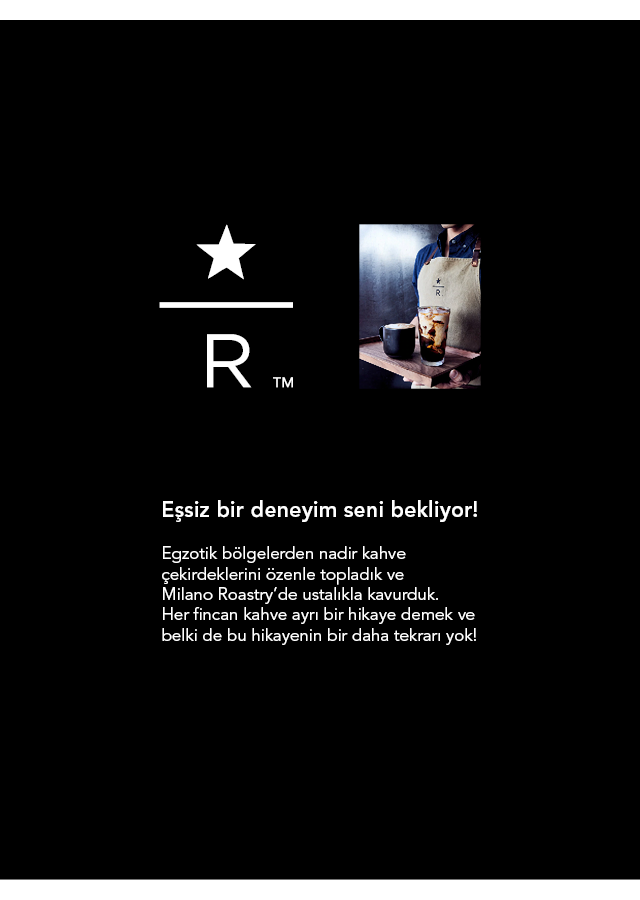 R
TM
R
Eşsiz bir deneyim seni bekliyor!
Egzotik bölgelerden nadir kahve
çekirdeklerini özenle topladık ve
Milano Roastry’de ustalıkla kavurduk.
Her fincan kahve ayrı bir hikaye demek ve
belki de bu hikayenin bir daha tekrarı yok!